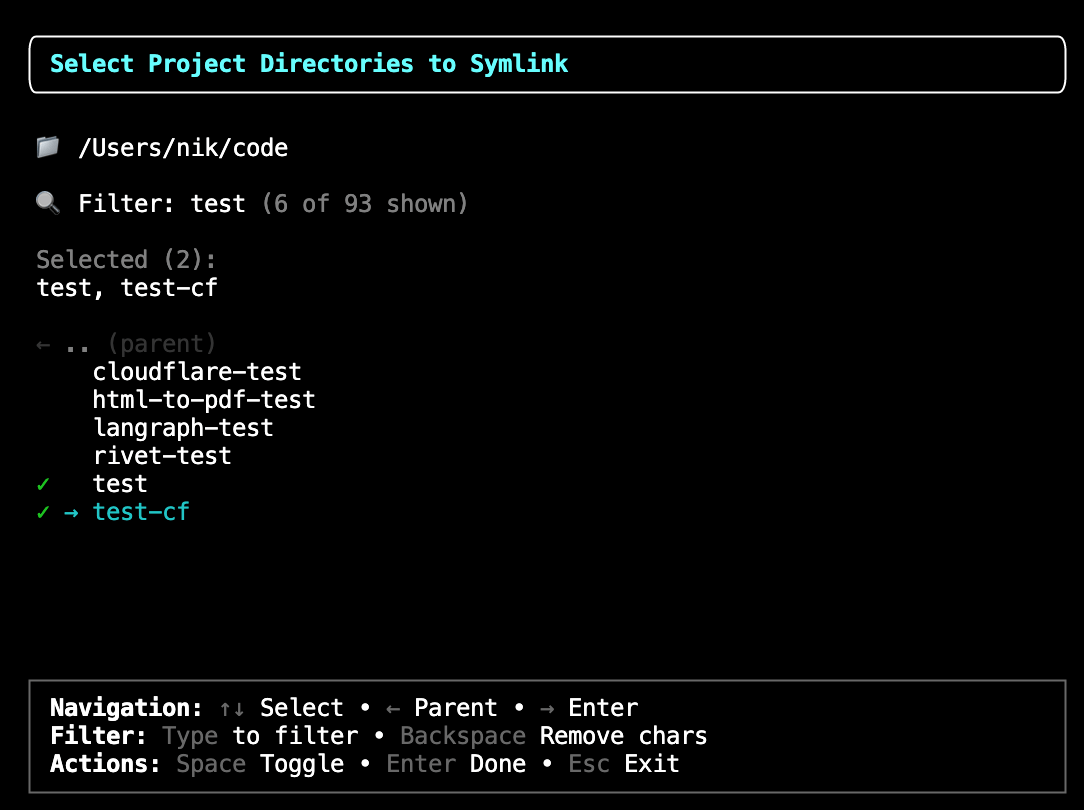 Select Project Directories to Symlink
/Users/nik/code
Filter: test (6 of 93 shown)
Selected (2):
test, test-cf
← .. (parent)
cloudflare-test
html-to-pdf-test
langraph-test
rivet-test
✓ test
✓ → test-cf
Navigation: ↑↓ Select • ← Parent • → Enter
Filter: Type to filter • Backspace Remove chars
Actions: Space Toggle • Enter Done • Esc Exit